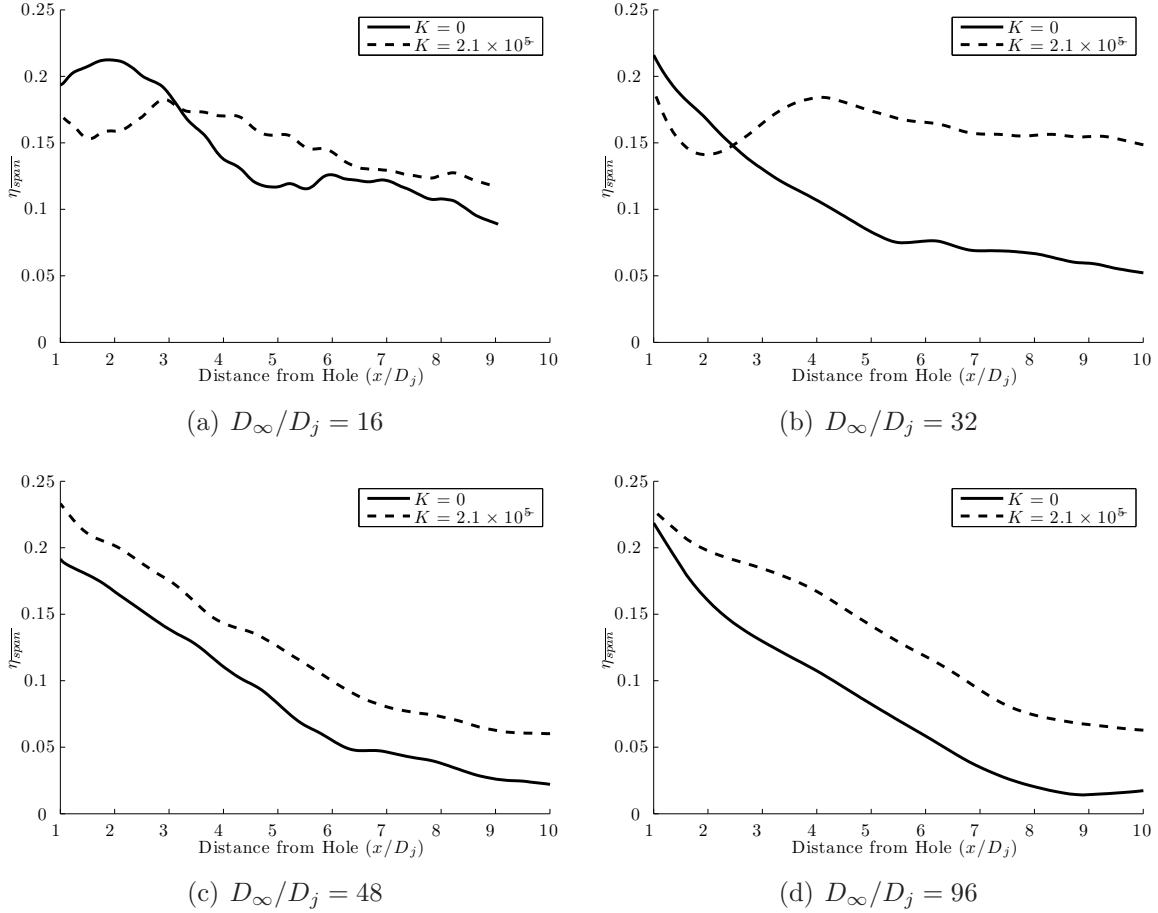 0.25
0.2
0.15
0.1
0.05
0
η̅s̅p̅a̅n̅
K = 0
K = 2.1 × 10⁵⁻
1 2 3 4 5 6 7 8 9 10
Distance from Hole (x/D_j)
(a) D_∞/D_j = 16
0.25
0.2
0.15
0.1
0.05
0
η̅s̅p̅a̅n̅
K = 0
K = 2.1 × 10⁵⁻
1 2 3 4 5 6 7 8 9 10
Distance from Hole (x/D_j)
(b) D_∞/D_j = 32
0.25
0.2
0.15
0.1
0.05
0
η̅s̅p̅a̅n̅
K = 0
K = 2.1 × 10⁵⁻
1 2 3 4 5 6 7 8 9 10
Distance from Hole (x/D_j)
(c) D_∞/D_j = 48
0.25
0.2
0.15
0.1
0.05
0
η̅s̅p̅a̅n̅
K = 0
K = 2.1 × 10⁵⁻
1 2 3 4 5 6 7 8 9 10
Distance from Hole (x/D_j)
(d) D_∞/D_j = 96